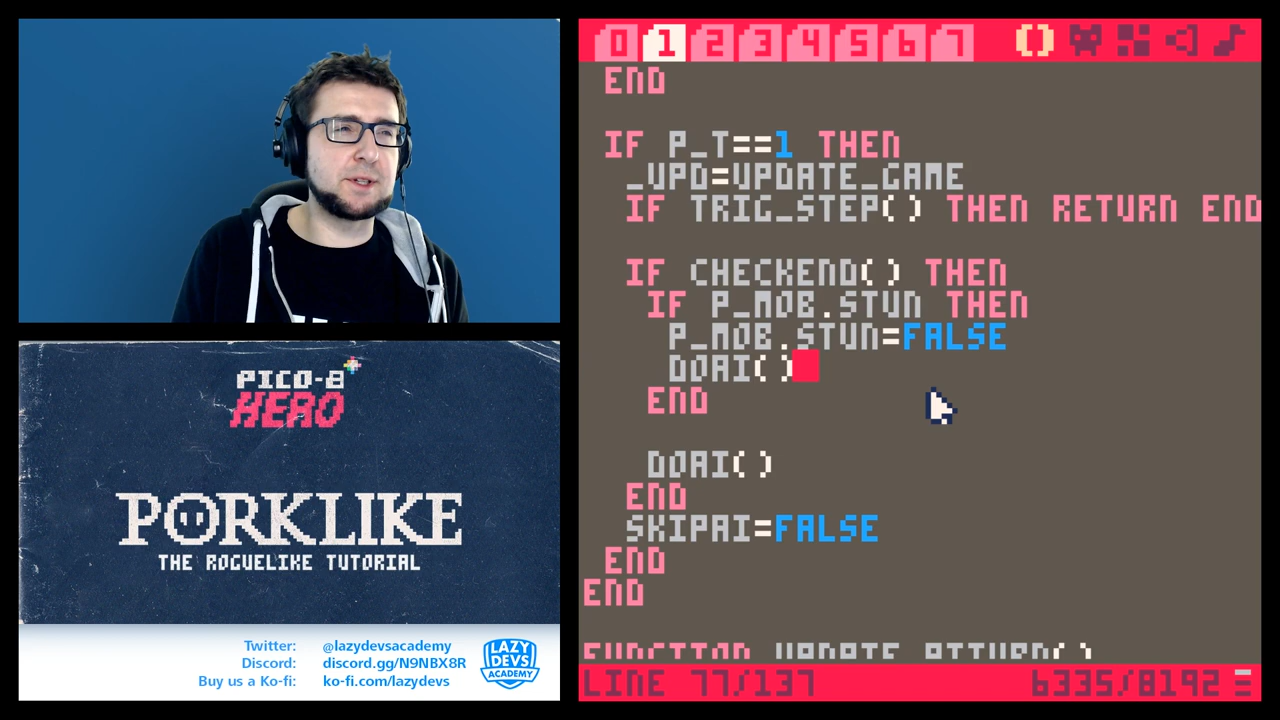 PICO-8
HERO
PORKLIKE
THE ROGUELIKE TUTORIAL
Twitter: @lazydevsacademy
Discord: discord.gg/N9NBX8R
Buy us a Ko-fi: ko-fi.com/lazydevs
LAZY
DEVS
ACADEMY
0 1 2 3 4 5 6 7 ()
END
IF P_T==1 THEN
_UPD=UPDATE_GAME
IF TRIG_STEP() THEN RETURN END
IF CHECKEND() THEN
IF P_MOB.STUN THEN
P_MOB.STUN=FALSE
DOAI()
END
DOAI()
END
SKIPAI=FALSE
END
END
FUNCTION UPDATE_
LINE 77/137 6335/8192